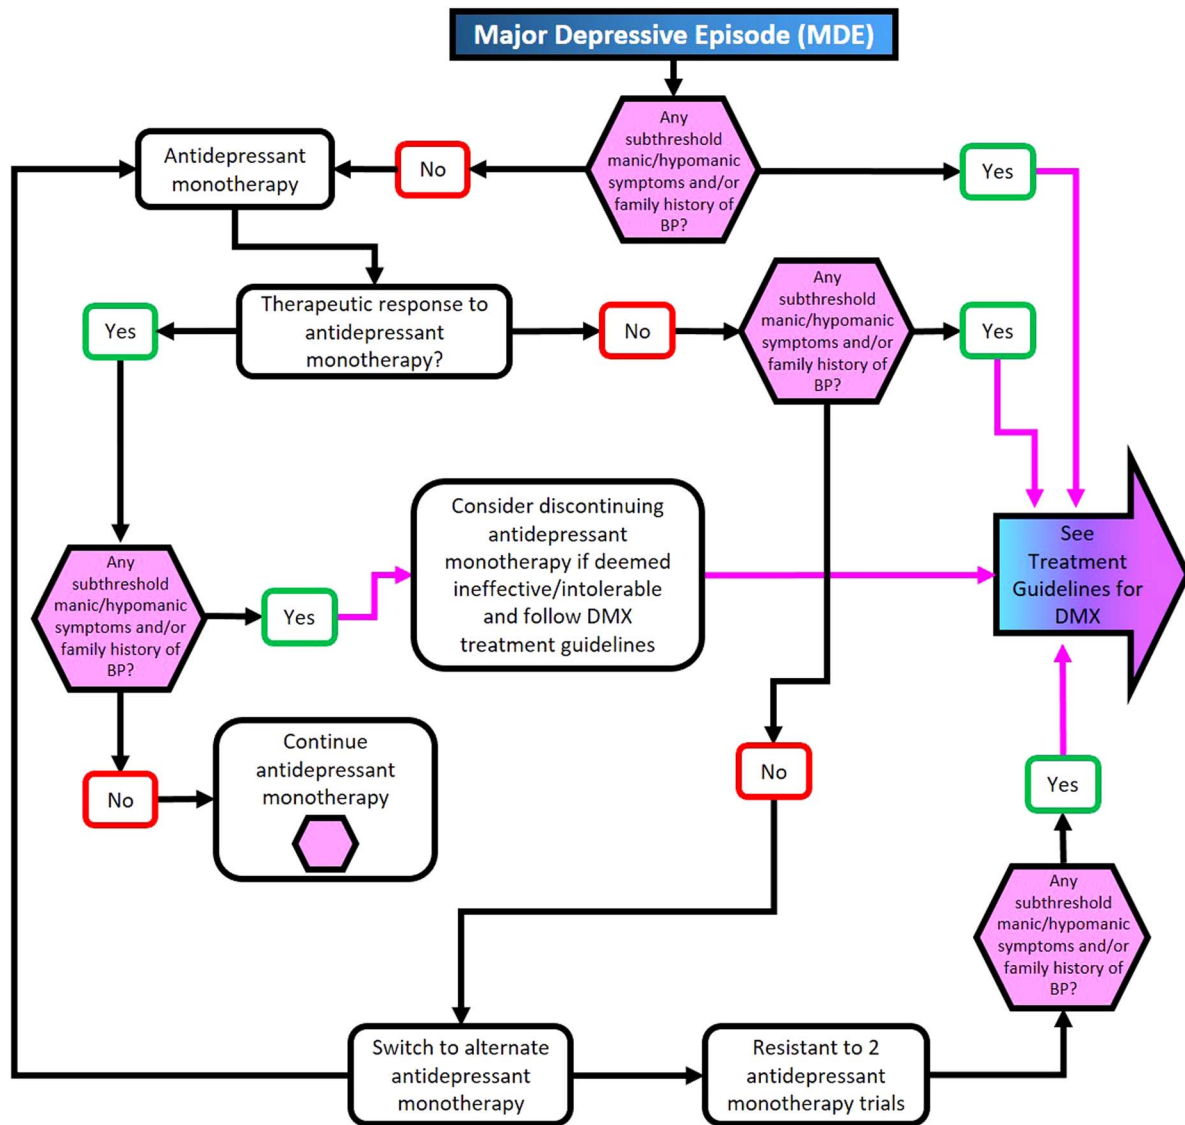 Major Depressive Episode (MDE)
Any
subthreshold
manic/hypomanic
symptoms and/or
family history of
BP?
Antidepressant
monotherapy
No
Yes
Therapeutic response to
antidepressant
monotherapy?
Yes
No
Any
subthreshold
manic/hypomanic
symptoms and/or
family history of
BP?
Yes
Consider discontinuing
antidepressant
monotherapy if deemed
ineffective/intolerable
and follow DMX
treatment guidelines
See
Treatment
Guidelines for
DMX
Any
subthreshold
manic/hypomanic
symptoms and/or
family history of
BP?
Yes
No
Continue
antidepressant
monotherapy
No
Yes
Any
subthreshold
manic/hypomanic
symptoms and/or
family history of
BP?
Switch to alternate
antidepressant
monotherapy
Resistant to 2
antidepressant
monotherapy trials